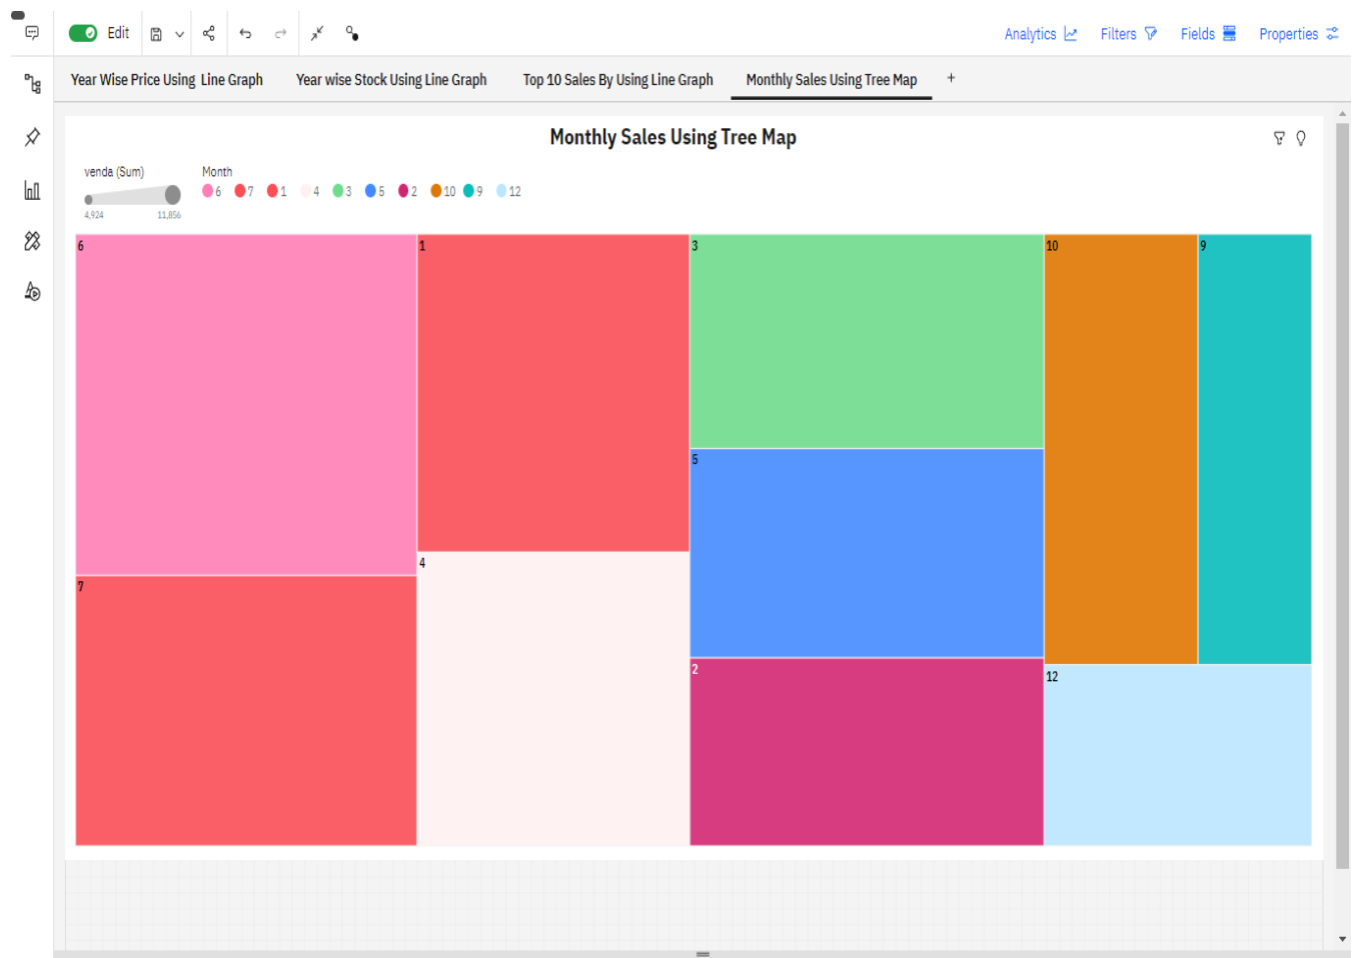 Edit
Analytics
Filters
Fields
Properties
Year Wise Price Using Line Graph
Year wise Stock Using Line Graph
Top 10 Sales By Using Line Graph
Monthly Sales Using Tree Map
+
Monthly Sales Using Tree Map
venda (Sum)
4,924 11,856
Month
6 7 1 4 3 5 2 10 9 12
6
1
3
10
9
5
4
7
2
12